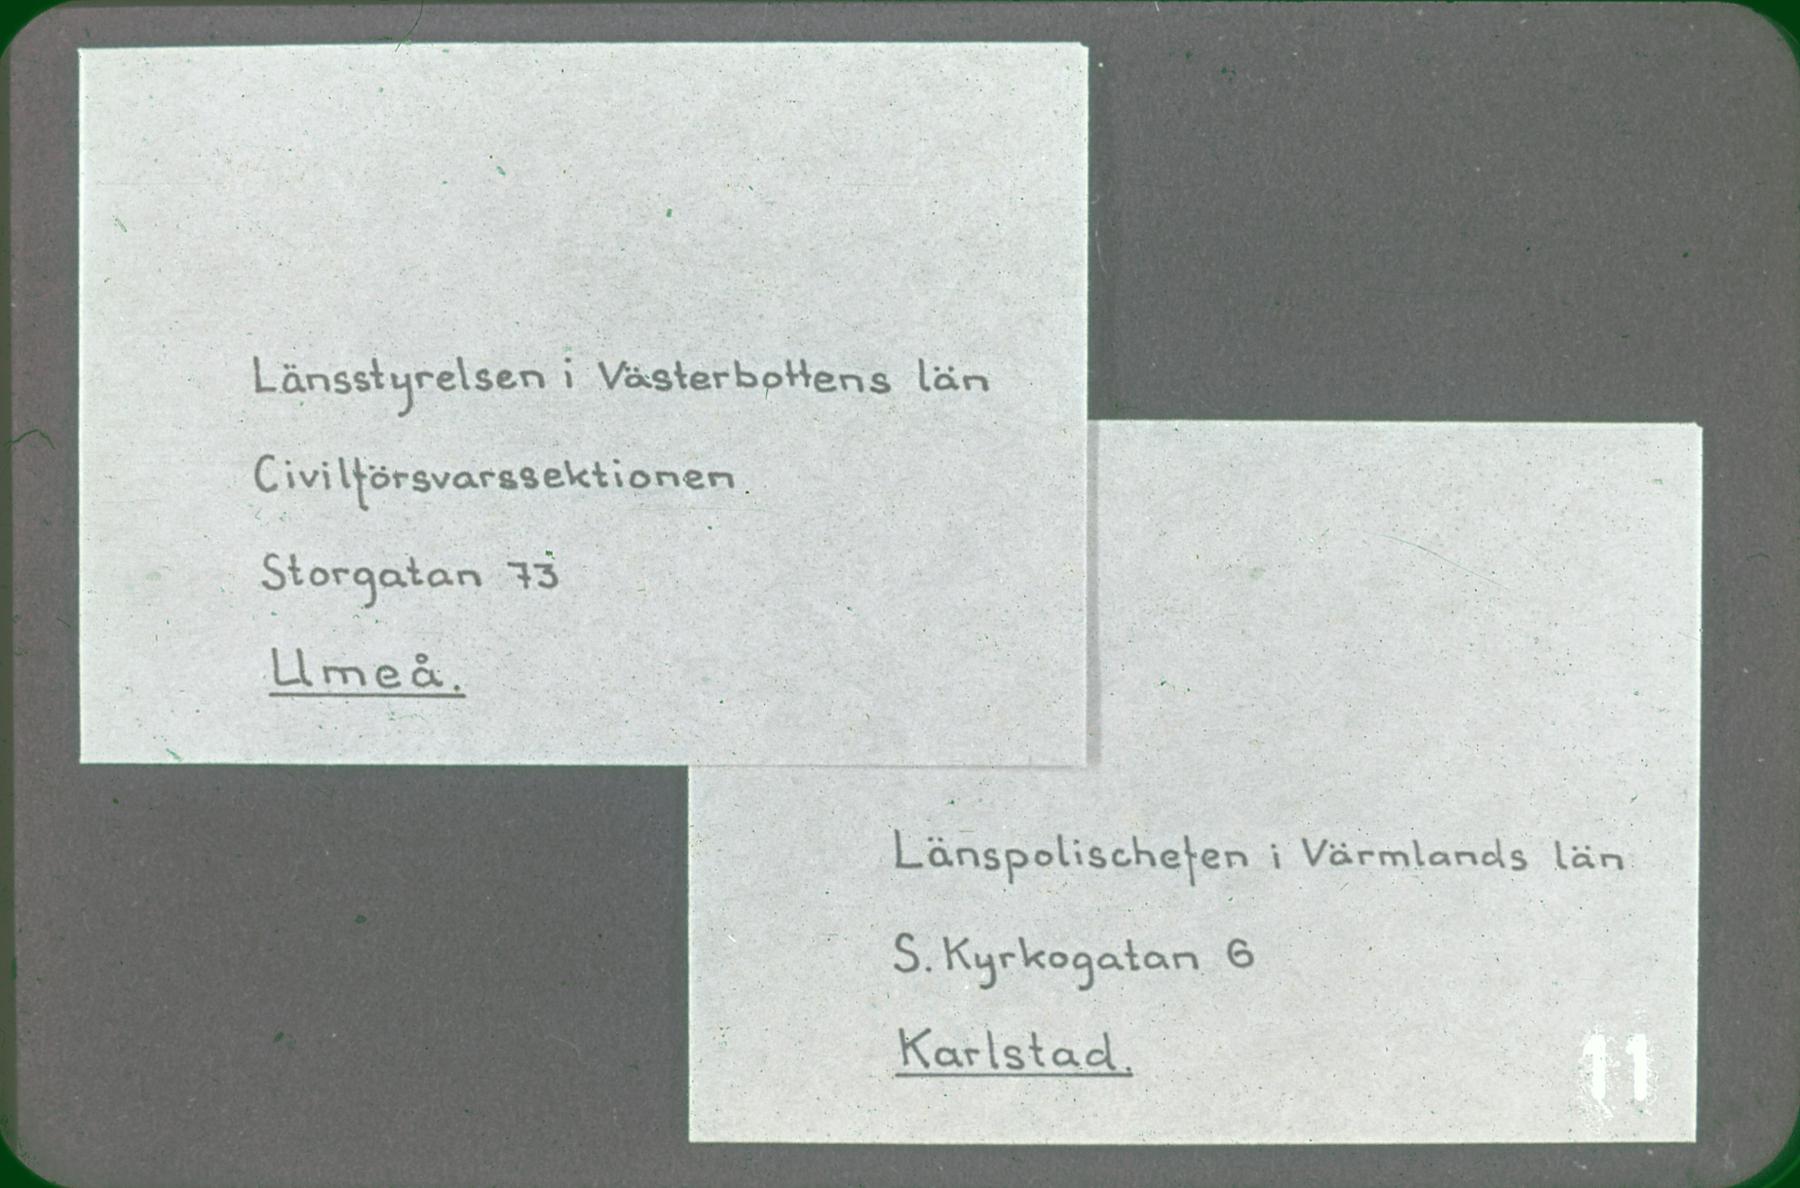 Länsstyrelsen i Västerbottens län
Civilförsvarssektionen
Storgatan 73
Umeå.
Länspolischefen i Värmlands län
S. Kyrkogatan 6
Karlstad.
11